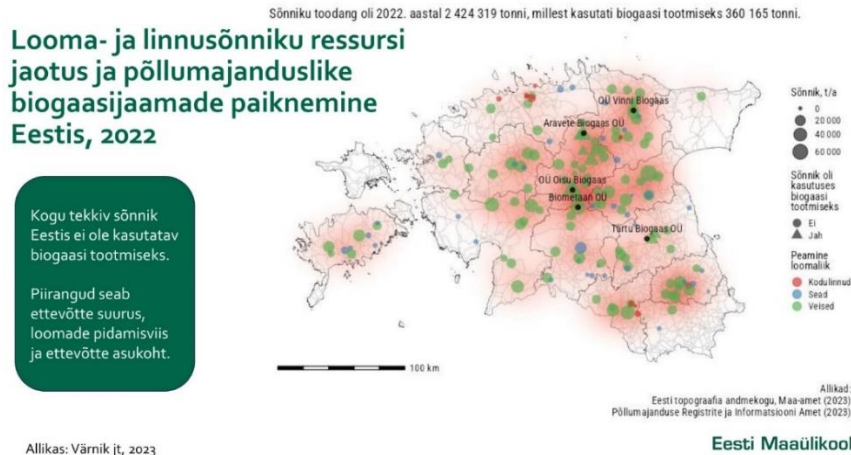 Sõnniku toodang oli 2022. aastal 2 424 319 tonni, millest kasutati biogaasi tootmiseks 360 165 tonni.
Looma- ja linnusõnniku ressursi
jaotus ja põllumajanduslike
biogaasijaamade paiknemine
Eestis, 2022
Kogu tekkiv sõnnik
Eestis ei ole kasutatav
biogaasi tootmiseks.
Piirangud seab
ettevõtte suurus,
loomade pidamisviis
ja ettevõtte asukoht.
OÜ Vinni Biogaas
Aravete Biogaas OÜ
OÜ Oisu Biogaas
Biometaan OÜ
Tartu Biogaas OÜ
100 km
Sõnnik, t/a
0
20 000
40 000
60 000
Sõnnik oli
kasutuses
biogaasi
tootmiseks
Ei
Jah
Peamine
loomaliik
Kodulinnud
Sead
Veised
Allikad:
Eesti topograafia andmekogu, Maa-amet (2023)
Põllumajanduse Registrite ja Informatsiooni Amet (2023)
Allikas: Värnik jt, 2023
Eesti Maaülikool